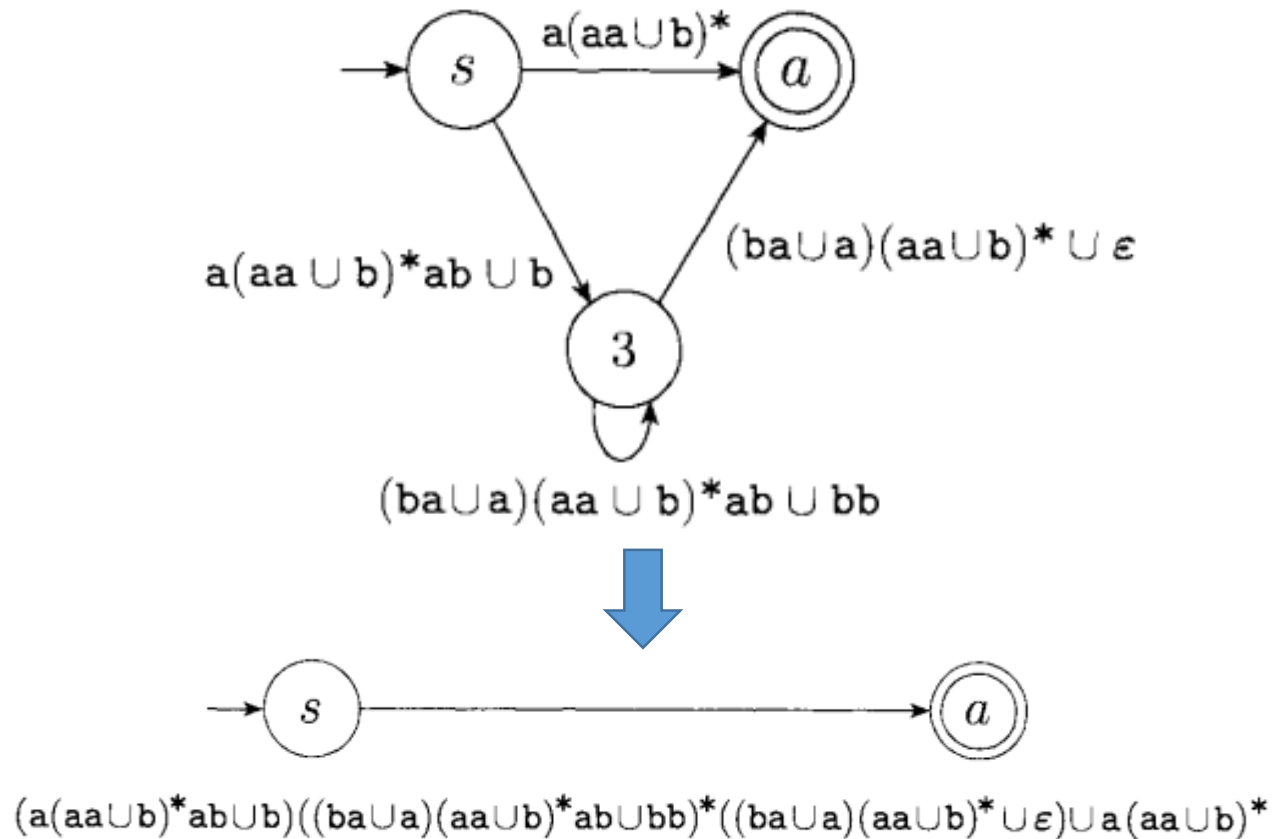 a(aa∪b)*
s
a
(ba∪a)(aa∪b)* ∪ ε
a(aa ∪ b)*ab ∪ b
3
(ba∪a)(aa ∪ b)*ab ∪ bb
s
a
(a(aa∪b)*ab∪b)((ba∪a)(aa∪b)*ab∪bb)*((ba∪a)(aa∪b)*∪ε)∪a(aa∪b)*